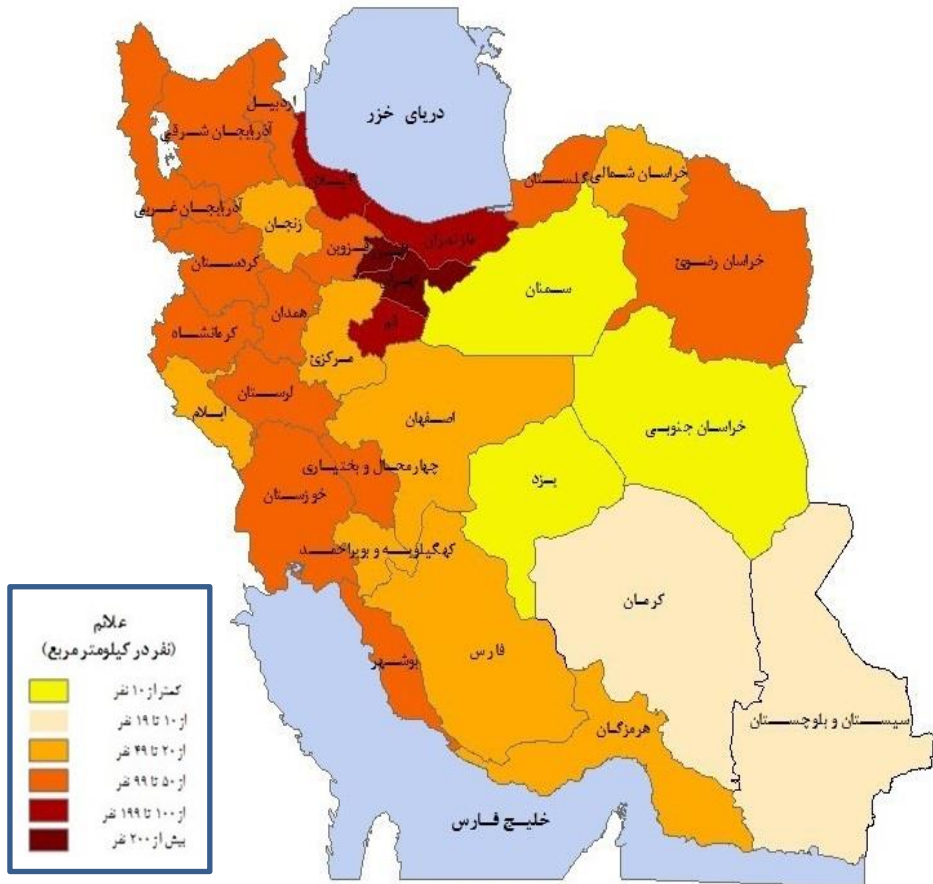 دریای خزر
اردبیل
آذربایجان شرقی
گیلان
گلستان
خراسان شمالی
آذربایجان غربی
زنجان
مازندران
قزوین
کردستان
تهران
خراسان رضوی
سمنان
همدان
قم
کرمانشاه
مرکزی
لرستان
ایلام
اصفهان
خراسان جنوبی
چهارمحال و بختیاری
یزد
خوزستان
کهگیلویه و بویراحمد
کرمان
فارس
بوشهر
سیستان و بلوچستان
هرمزگان
خلیج فارس
علائم
(نفر در کیلومتر مربع)
کمتر از ۱۰ نفر
از ۱۰ تا ۱۹ نفر
از ۲۰ تا ۴۹ نفر
از ۵۰ تا ۹۹ نفر
از ۱۰۰ تا ۱۹۹ نفر
بیش از ۲۰۰ نفر